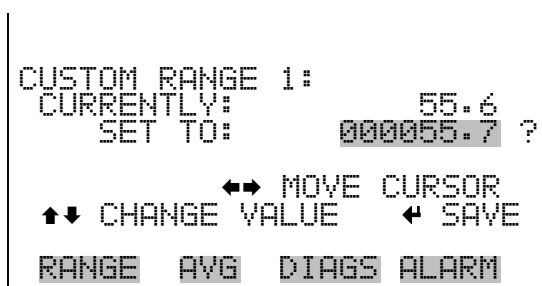 CUSTOM RANGE 1:
CURRENTLY: 55.6
SET TO: 000055.7 ?
←→ MOVE CURSOR
↑↓ CHANGE VALUE ↵ SAVE
RANGE AVG DIAGS ALARM